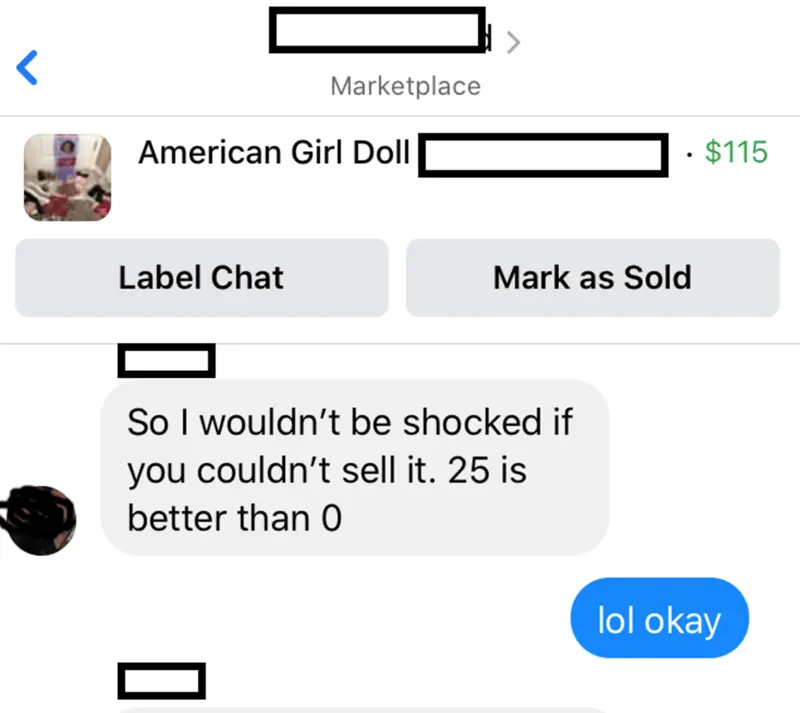 Marketplace
American Girl Doll · $115
Label Chat
Mark as Sold
So I wouldn't be shocked if
you couldn't sell it. 25 is
better than 0
lol okay